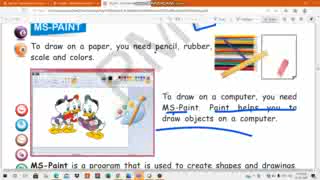 MS-PAINT
To draw on a paper, you need pencil, rubber,
scale and colors.
To draw on a computer, you need
MS-Paint. Paint helps you to
draw objects on a computer.
MS-Paint is a program that is used to create shapes and drawings